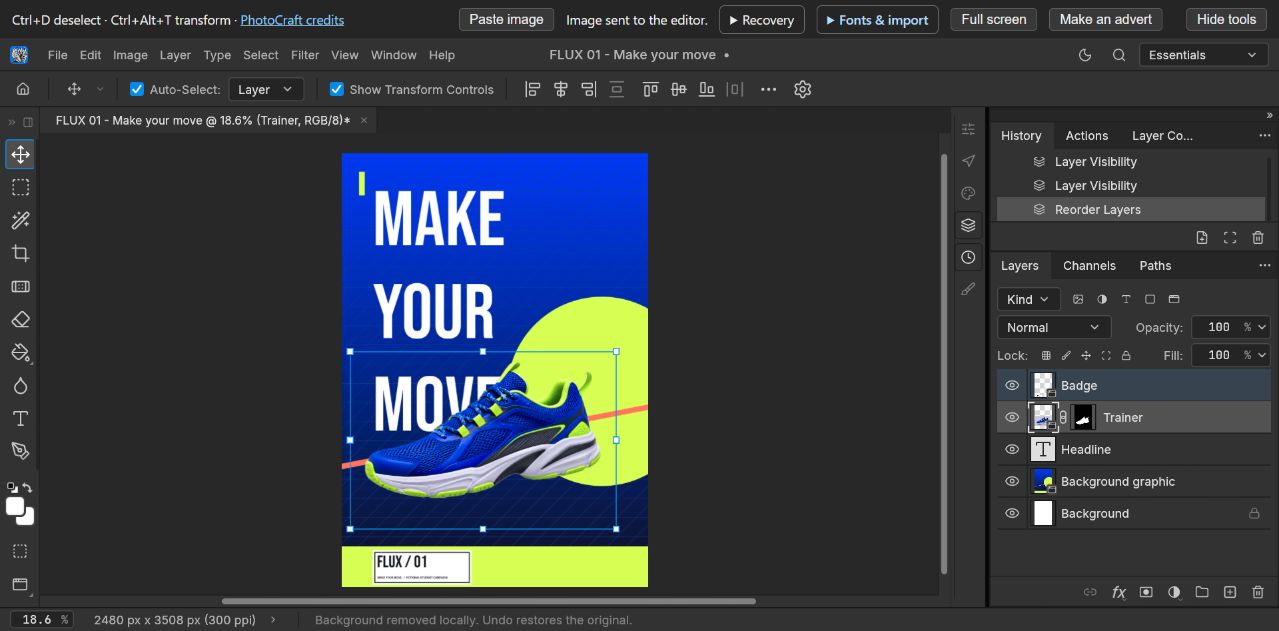 Ctrl+D deselect · Ctrl+Alt+T transform · PhotoCraft credits
Paste image
Image sent to the editor.
Recovery
Fonts & import
Full screen
Make an advert
Hide tools
File Edit Image Layer Type Select Filter View Window Help
FLUX 01 - Make your move •
Essentials
Auto-Select:
Layer
Show Transform Controls
FLUX 01 - Make your move @ 18.6% (Trainer, RGB/8)*
MAKE
YOUR
MOVE
FLUX / 01
History Actions Layer Co...
Layer Visibility
Layer Visibility
Reorder Layers
Layers Channels Paths
Kind
Normal
Opacity: 100 %
Lock:
Fill: 100 %
Badge
Trainer
Headline
Background graphic
Background
18.6 %
2480 px x 3508 px (300 ppi)
Background removed locally. Undo restores the original.